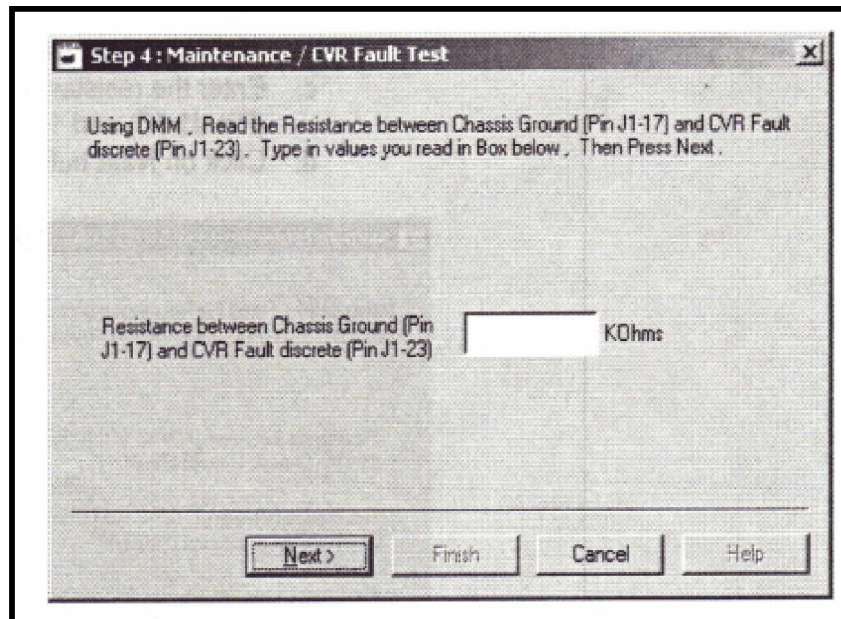 Step 4 : Maintenance / CVR Fault Test
Using DMM , Read the Resistance between Chassis Ground (Pin J1-17) and CVR Fault
discrete (Pin J1-23) . Type in values you read in Box below , Then Press Next .
Resistance between Chassis Ground (Pin
J1-17) and CVR Fault discrete (Pin J1-23)
KOhms
Next >
Finish
Cancel
Help